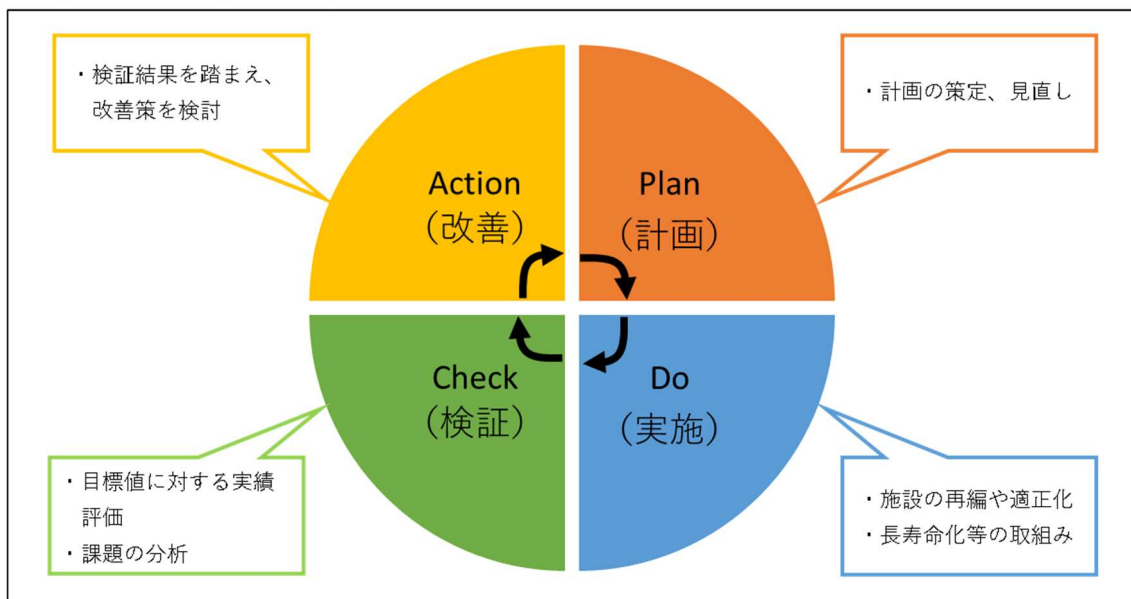 ・検証結果を踏まえ、
改善策を検討
・計画の策定、見直し
Action
（改善）
Plan
（計画）
Check
（検証）
Do
（実施）
・目標値に対する実績
評価
・課題の分析
・施設の再編や適正化
・長寿命化等の取組み